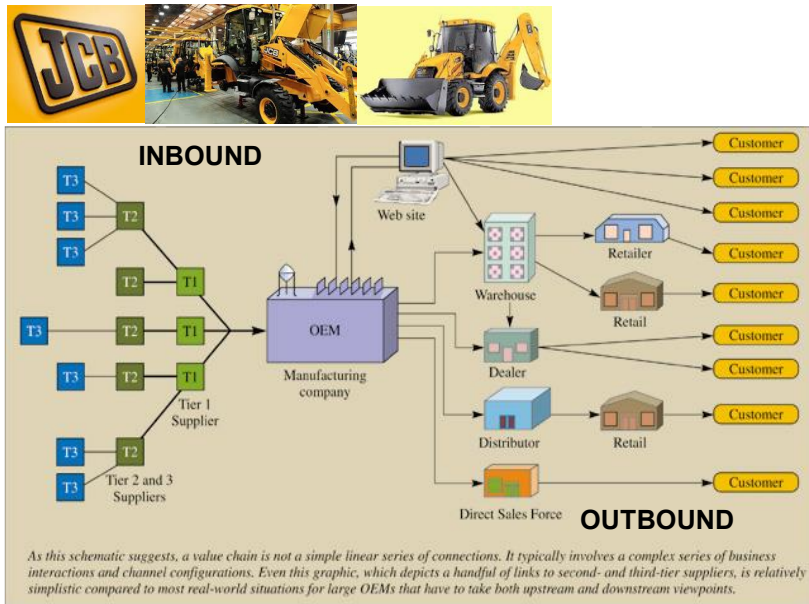 JCB
JCB
INBOUND
T3
T3
T2
T3
T2
T1
T3
T2
T1
T3
T2
T1
Tier 1
Supplier
T3
T2
T3
Tier 2 and 3
Suppliers
OEM
Manufacturing
company
Web site
Warehouse
Retailer
Retail
Dealer
Distributor
Retail
Direct Sales Force
Customer
Customer
Customer
Customer
Customer
Customer
Customer
Customer
Customer
OUTBOUND
As this schematic suggests, a value chain is not a simple linear series of connections. It typically involves a complex series of business
interactions and channel configurations. Even this graphic, which depicts a handful of links to second- and third-tier suppliers, is relatively
simplistic compared to most real-world situations for large OEMs that have to take both upstream and downstream viewpoints.